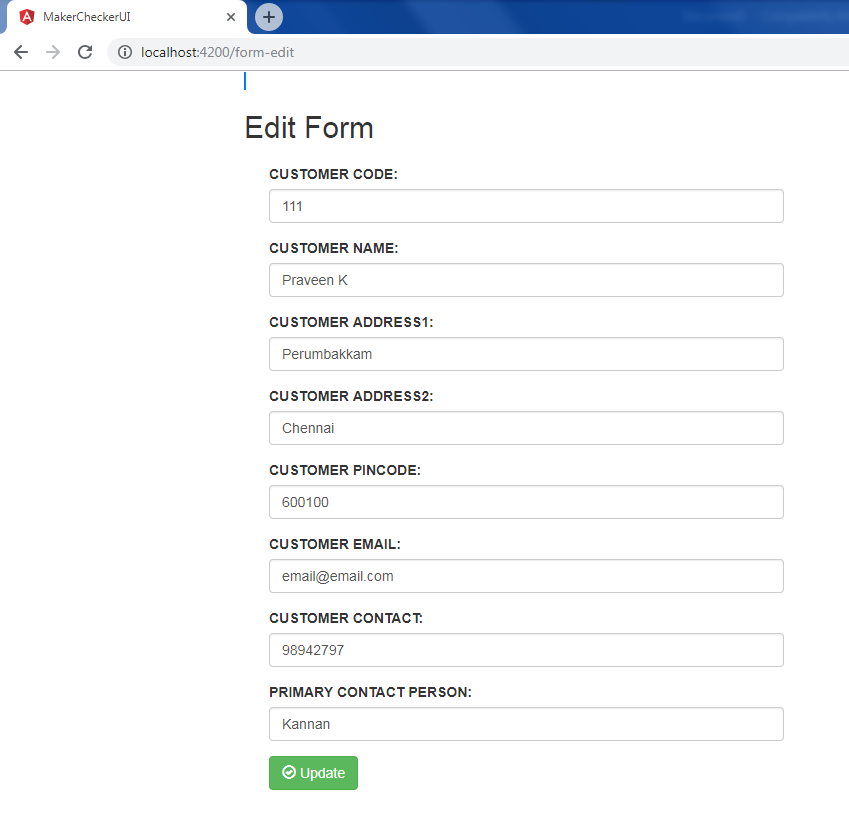 MakerCheckerUI
localhost:4200/form-edit
Edit Form
CUSTOMER CODE:
111
CUSTOMER NAME:
Praveen K
CUSTOMER ADDRESS1:
Perumbakkam
CUSTOMER ADDRESS2:
Chennai
CUSTOMER PINCODE:
600100
CUSTOMER EMAIL:
email@email.com
CUSTOMER CONTACT:
98942797
PRIMARY CONTACT PERSON:
Kannan
Update